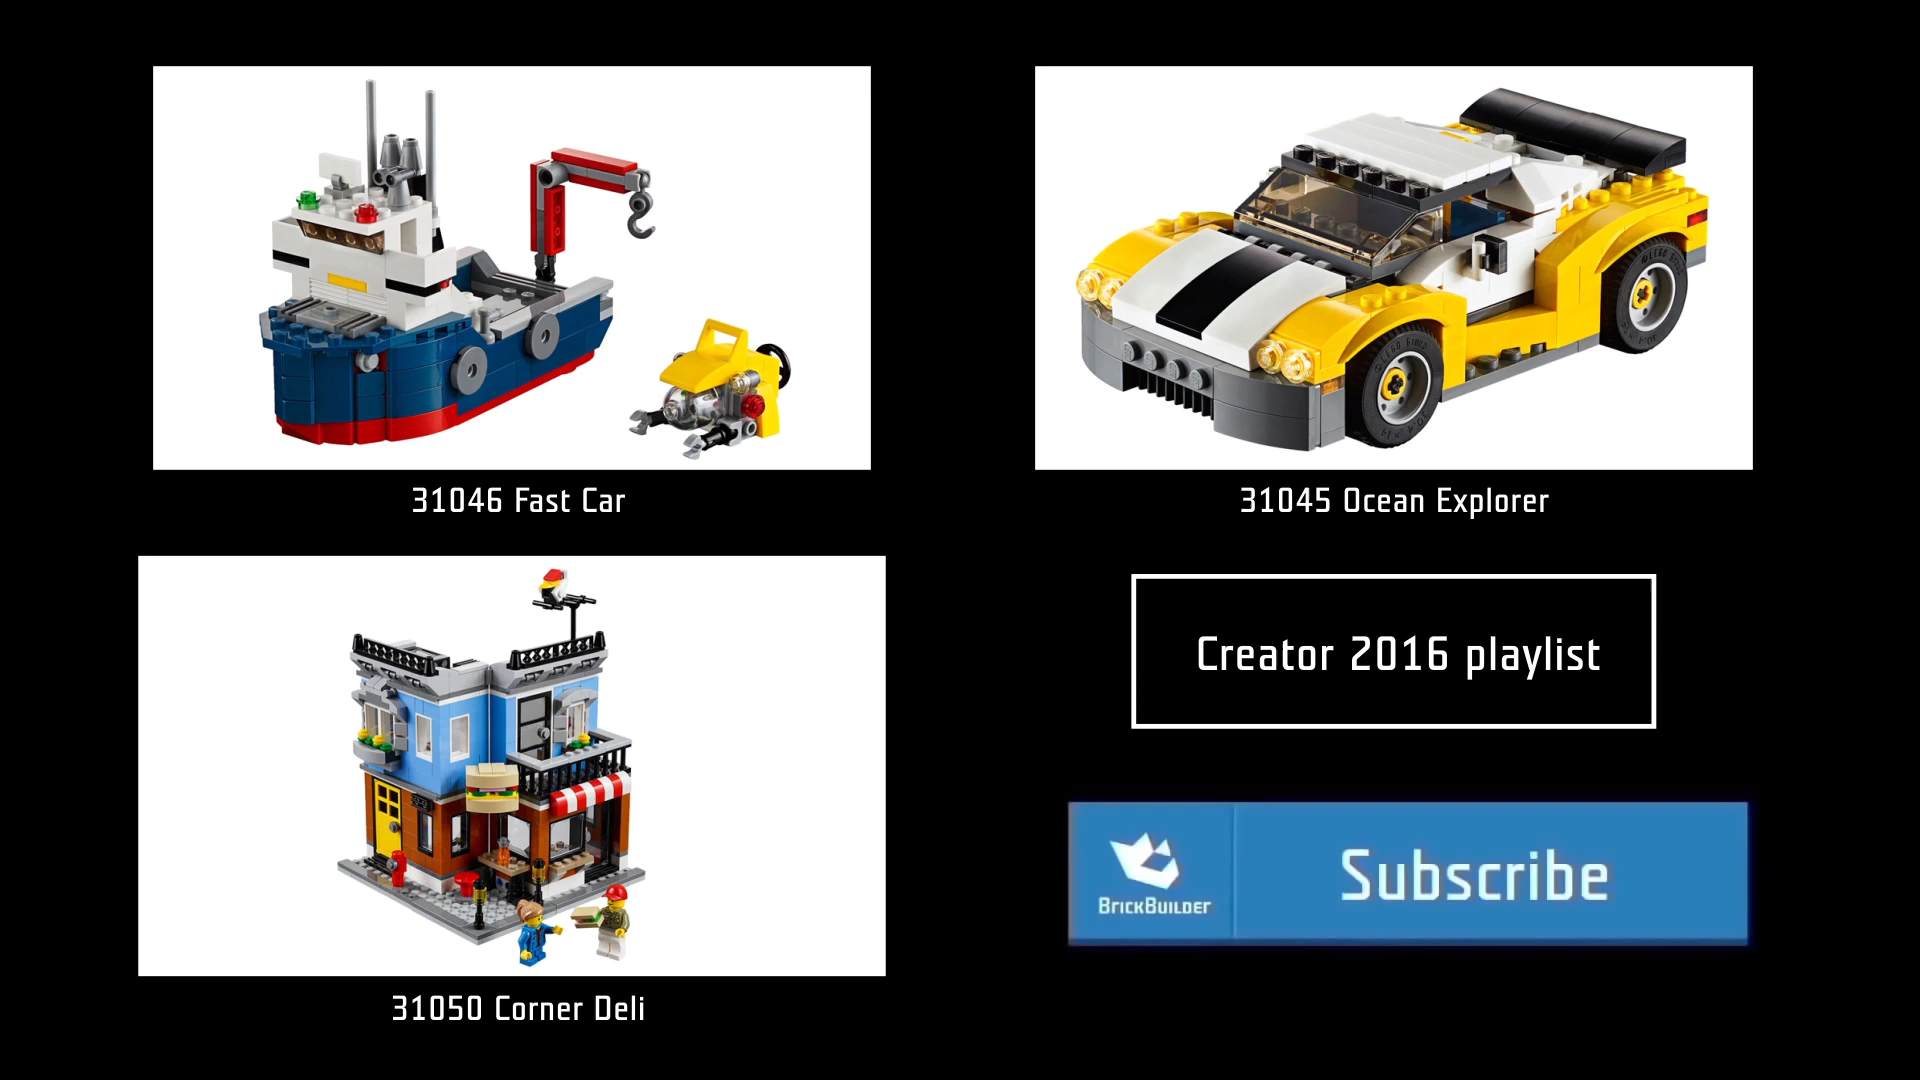 31046 Fast Car
31045 Ocean Explorer
Creator 2016 playlist
BrickBuilder
Subscribe
31050 Corner Deli